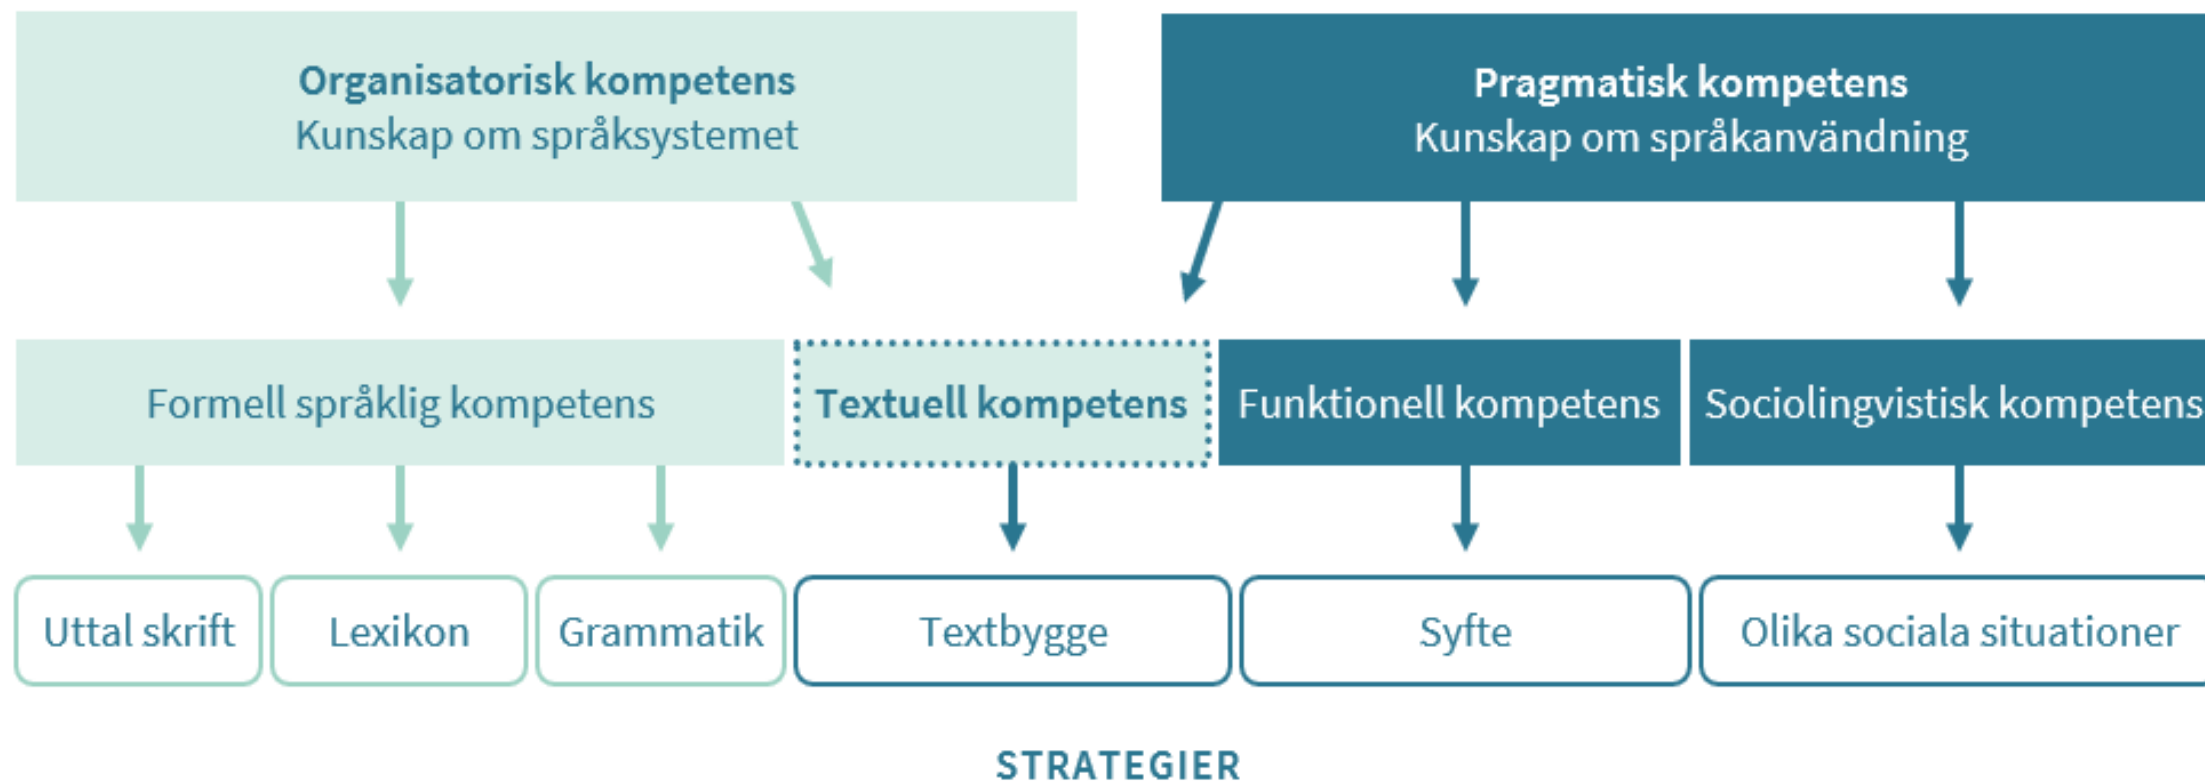 Organisatorisk kompetens
Kunskap om språksystemet
Pragmatisk kompetens
Kunskap om språkanvändning
Formell språklig kompetens
Textuell kompetens
Funktionell kompetens
Sociolingvistisk kompetens
Uttal skrift
Lexikon
Grammatik
Textbygge
Syfte
Olika sociala situationer
STRATEGIER